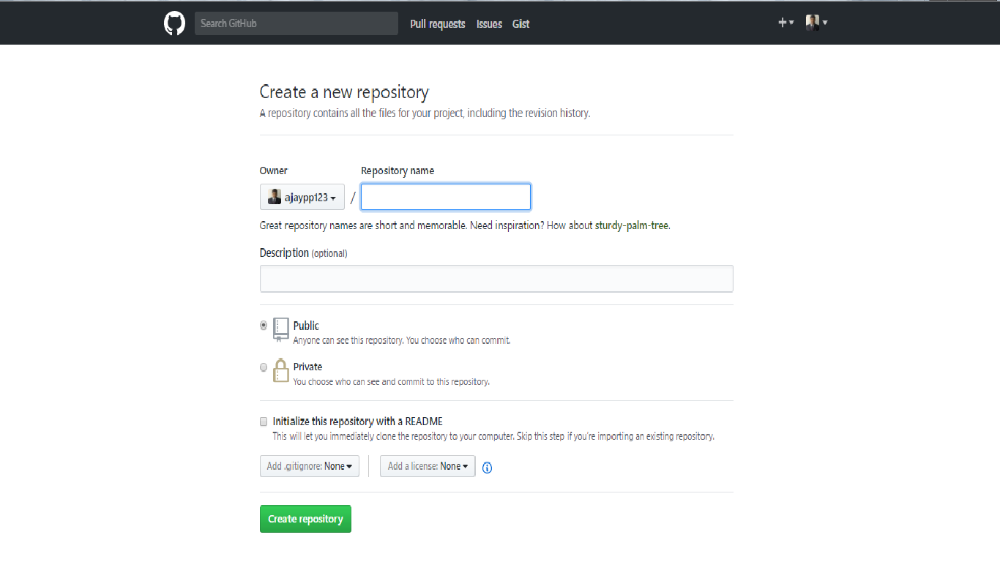 Search GitHub Pull requests Issues Gist
Create a new repository
A repository contains all the files for your project, including the revision history.
Owner Repository name
ajaypp123 /
Great repository names are short and memorable. Need inspiration? How about sturdy-palm-tree.
Description (optional)
Public
Anyone can see this repository. You choose who can commit.
Private
You choose who can see and commit to this repository.
Initialize this repository with a README
This will let you immediately clone the repository to your computer. Skip this step if you're importing an existing repository.
Add .gitignore: None Add a license: None
Create repository